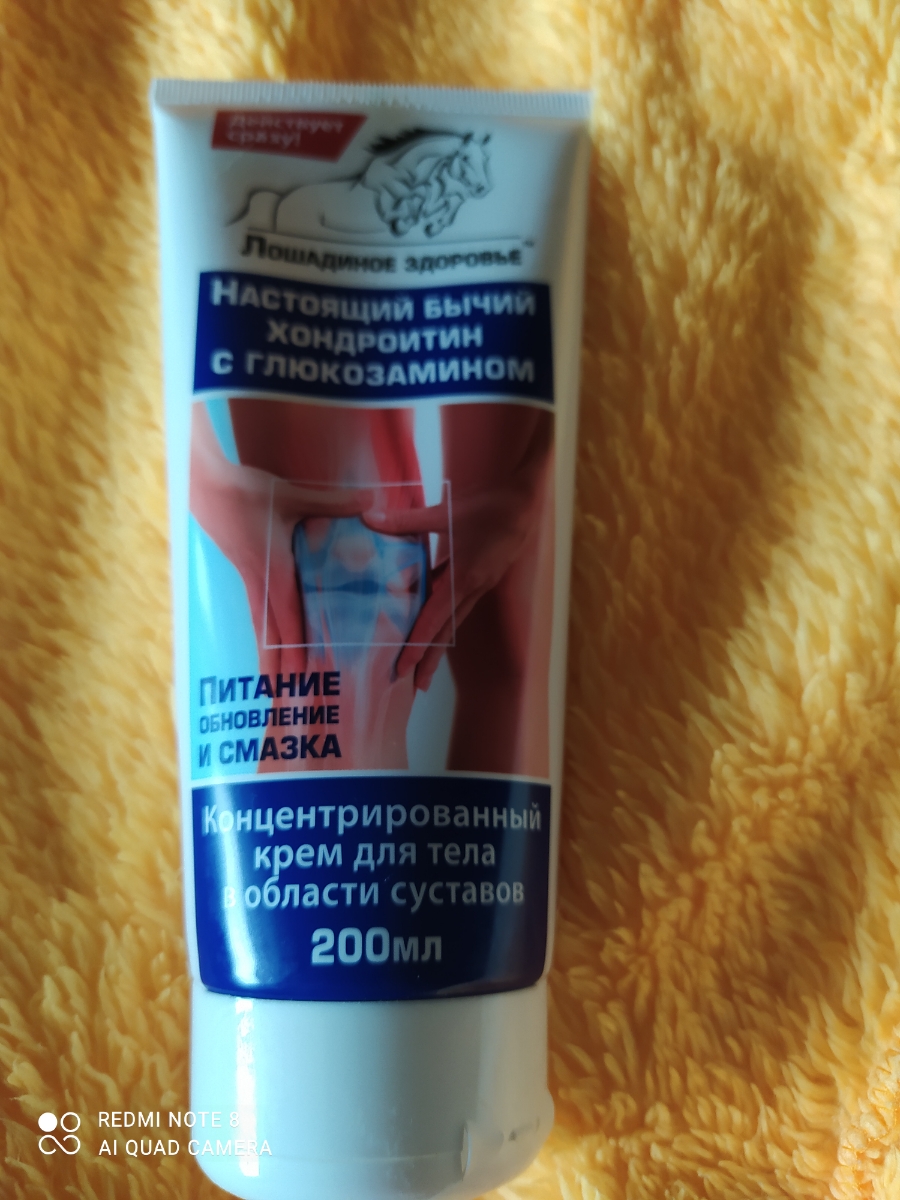 Действует
сразу!
Лошадиное здоровье™
Настоящий бычий
хондроитин
с глюкозамином
Питание
обновление
и смазка
Концентрированный
крем для тела
в области суставов
200мл
REDMI NOTE 8
AI QUAD CAMERA